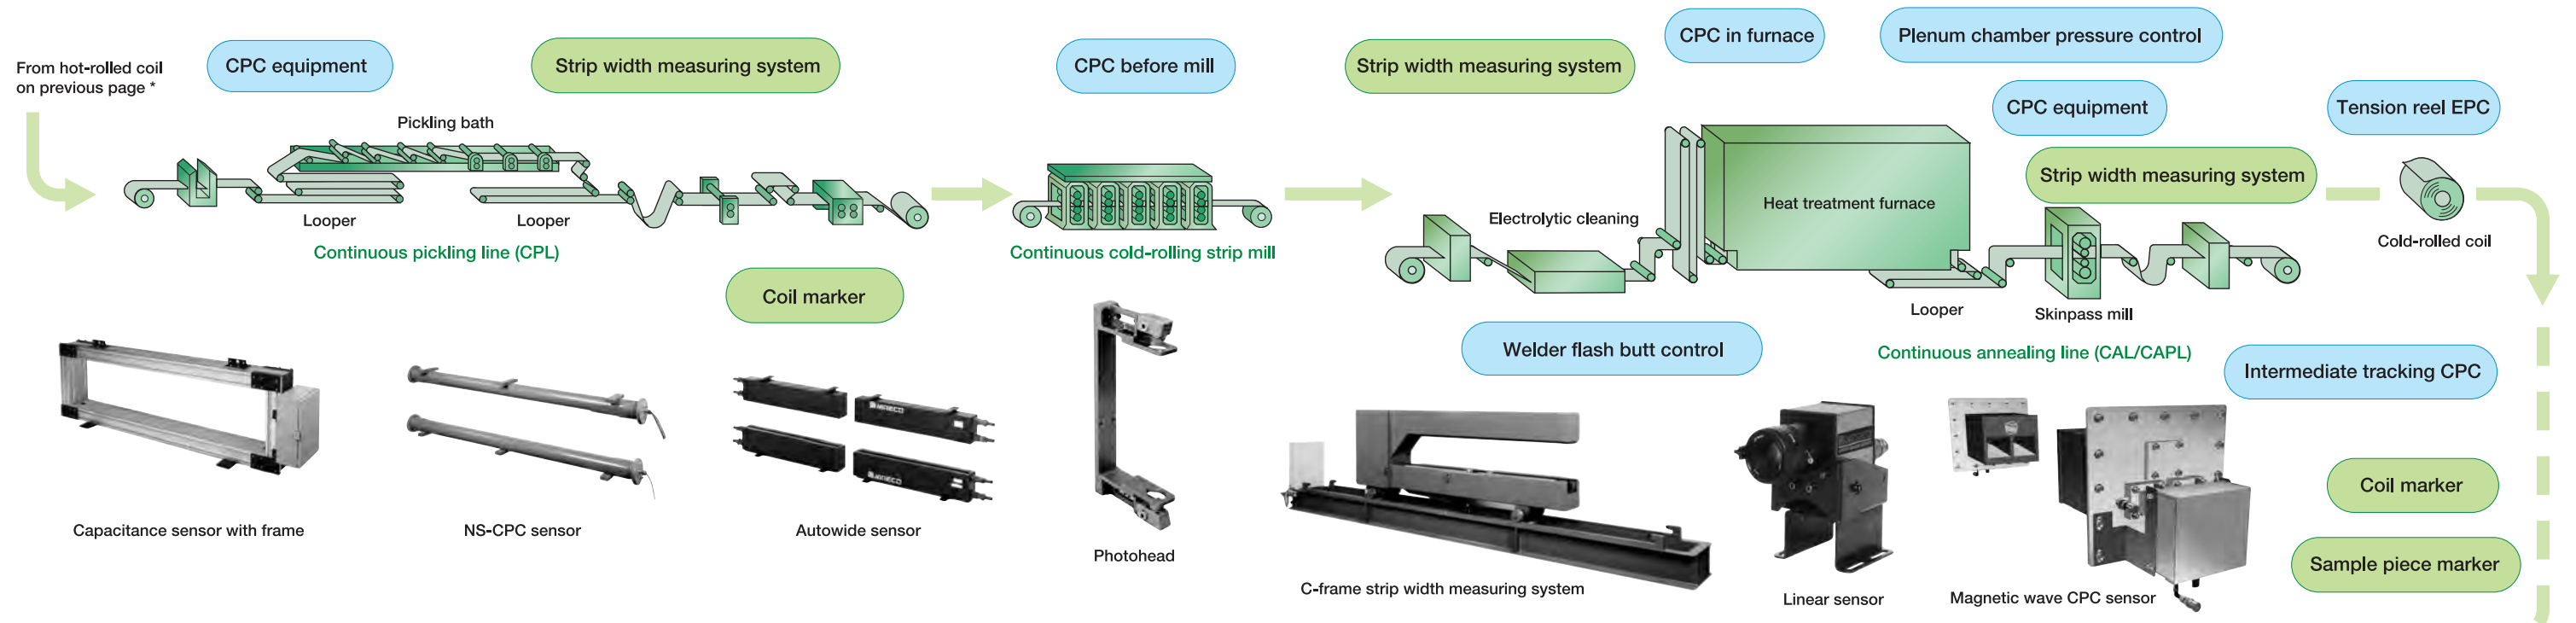 From hot-rolled coil
on previous page *
CPC equipment
Strip width measuring system
Pickling bath
Looper
Looper
Continuous pickling line (CPL)
Coil marker
CPC before mill
Continuous cold-rolling strip mill
Strip width measuring system
CPC in furnace
Plenum chamber pressure control
CPC equipment
Tension reel EPC
Strip width measuring system
Electrolytic cleaning
Heat treatment furnace
Cold-rolled coil
Looper
Skinpass mill
Welder flash butt control
Continuous annealing line (CAL/CAPL)
Intermediate tracking CPC
Coil marker
Sample piece marker
NIRECO
NIRECO
Capacitance sensor with frame
NS-CPC sensor
Autowide sensor
Photohead
C-frame strip width measuring system
Linear sensor
Magnetic wave CPC sensor